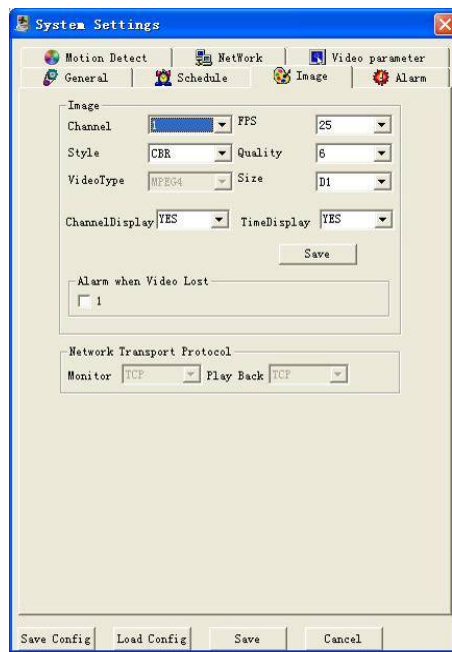 System Settings
Motion Detect NetWork Video parameter
General Schedule Image Alarm
Image
Channel 1 FPS 25
Style CBR Quality 6
VideoType MPEG4 Size D1
ChannelDisplay YES TimeDisplay YES
Save
Alarm when Video Lost
1
Network Transport Protocol
Monitor TCP Play Back TCP
Save Config Load Config Save Cancel